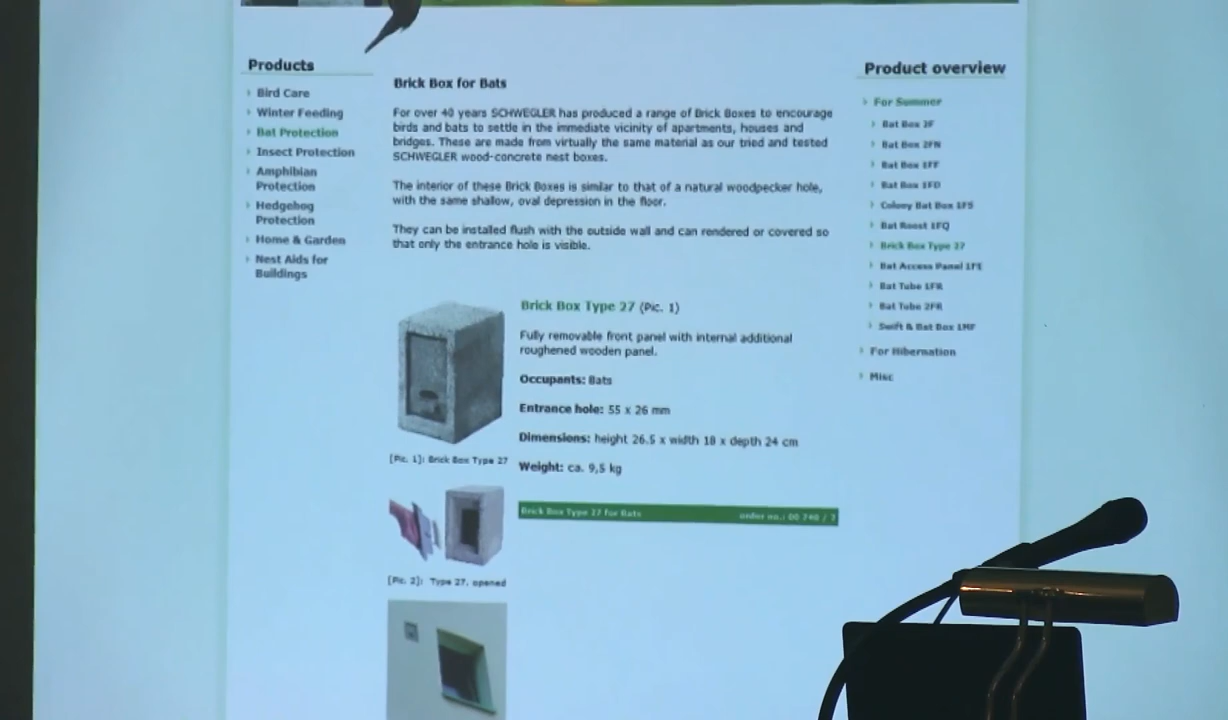 Products
Bird Care
Winter Feeding
Bat Protection
Insect Protection
Amphibian
Protection
Hedgehog
Protection
Home & Garden
Nest Aids for
Buildings
Brick Box for Bats
For over 40 years SCHWEGLER has produced a range of Brick Boxes to encourage
birds and bats to settle in the immediate vicinity of apartments, houses and
bridges. These are made from virtually the same material as our tried and tested
SCHWEGLER wood-concrete nest boxes.
The interior of these Brick Boxes is similar to that of a natural woodpecker hole,
with the same shallow, oval depression in the floor.
They can be installed flush with the outside wall and can rendered or covered so
that only the entrance hole is visible.
Brick Box Type 27 (Pic. 1)
Fully removable front panel with internal additional
roughened wooden panel.
Occupants: Bats
Entrance hole: 55 x 26 mm
Dimensions: height 26.5 x width 18 x depth 24 cm
Weight: ca. 9,5 kg
[Pic. 1]: Brick Box Type 27
Brick Box Type 27 for Bats order no.: 00 740 / 7
[Pic. 2]: Type 27, opened
Product overview
For Summer
Bat Box 2F
Bat Box 2FN
Bat Box 1FF
Bat Box 1FD
Colony Bat Box 1FS
Bat Roost 1FQ
Brick Box Type 27
Bat Access Panel 1FE
Bat Tube 1FR
Bat Tube 2FR
Swift & Bat Box 1MF
For Hibernation
Misc